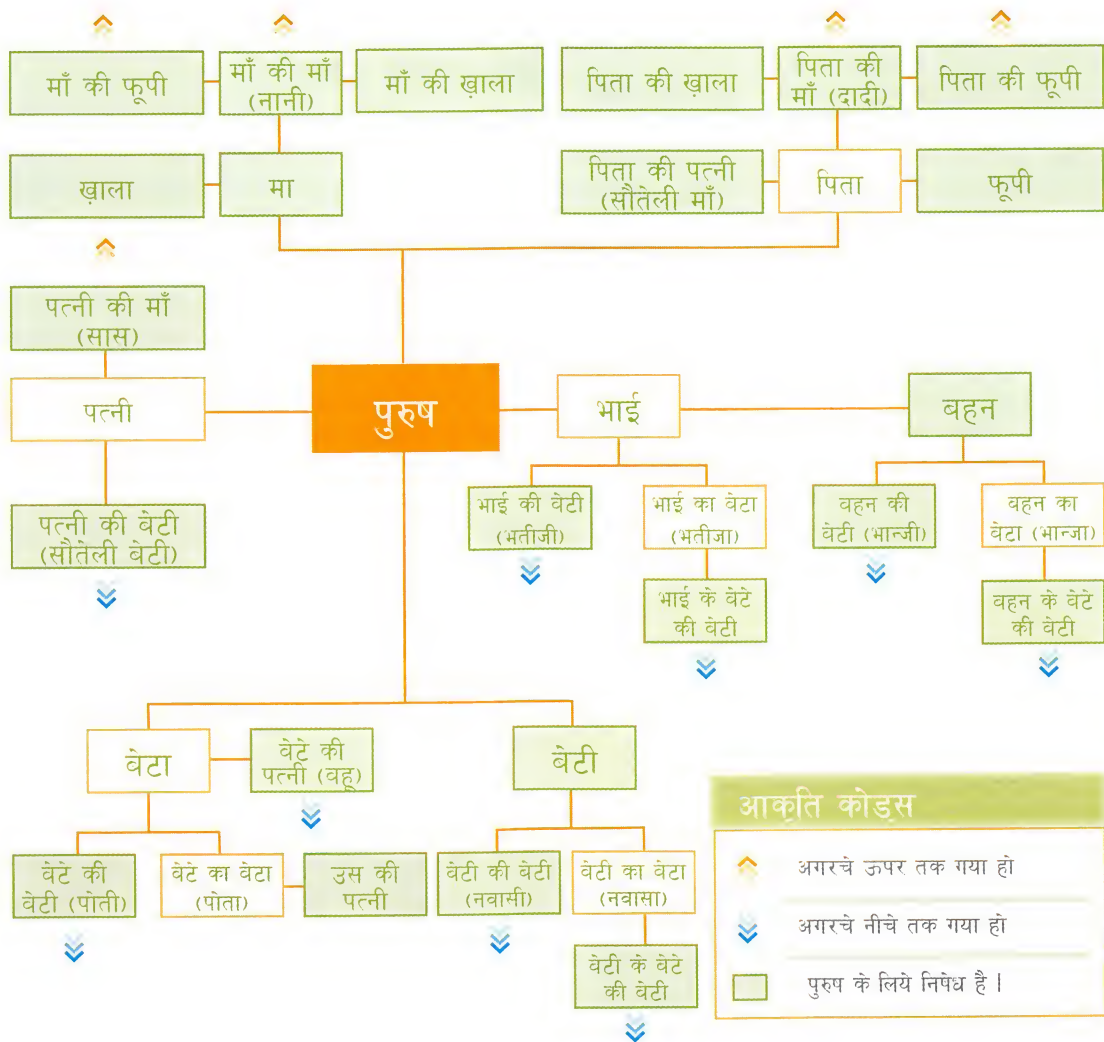 माँ की फूपी
माँ की माँ
(नानी)
माँ की ख़ाला
पिता की ख़ाला
पिता की
माँ (दादी)
पिता की फूपी
ख़ाला
मा
पिता की पत्नी
(सौतेली माँ)
पिता
फूपी
पत्नी की माँ
(सास)
पत्नी
पुरुष
भाई
बहन
पत्नी की बेटी
(सौतेली बेटी)
भाई की बेटी
(भतीजी)
भाई का बेटा
(भतीजा)
बहन की
बेटी (भान्जी)
बहन का
बेटा (भान्जा)
भाई के बेटे
की बेटी
बहन के बेटे
की बेटी
बेटा
बेटे की
पत्नी (बहू)
बेटी
बेटे की
बेटी (पोती)
बेटे का बेटा
(पोता)
उस की
पत्नी
बेटी की बेटी
(नवासी)
बेटी का बेटा
(नवासा)
बेटी के बेटे
की बेटी
आकृति कोड्स
अगरचे ऊपर तक गया हो
अगरचे नीचे तक गया हो
पुरुष के लिये निषेध है।